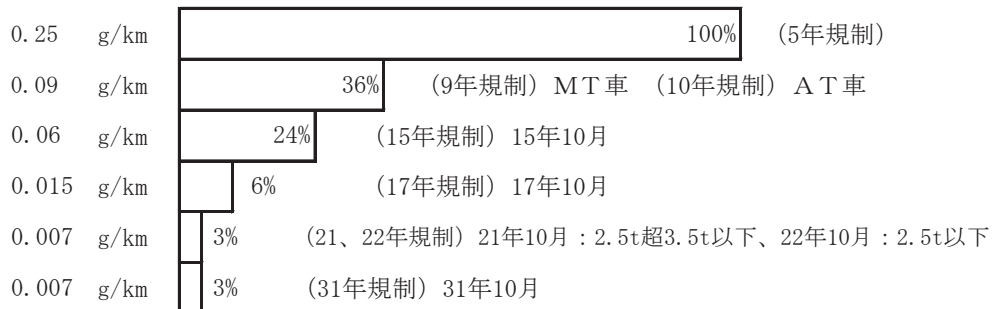 0.25 g/km 100% (5年規制)
0.09 g/km 36% (9年規制) MT車 (10年規制) AT車
0.06 g/km 24% (15年規制) 15年10月
0.015 g/km 6% (17年規制) 17年10月
0.007 g/km 3% (21、22年規制) 21年10月：2.5t超3.5t以下、22年10月：2.5t以下
0.007 g/km 3% (31年規制) 31年10月